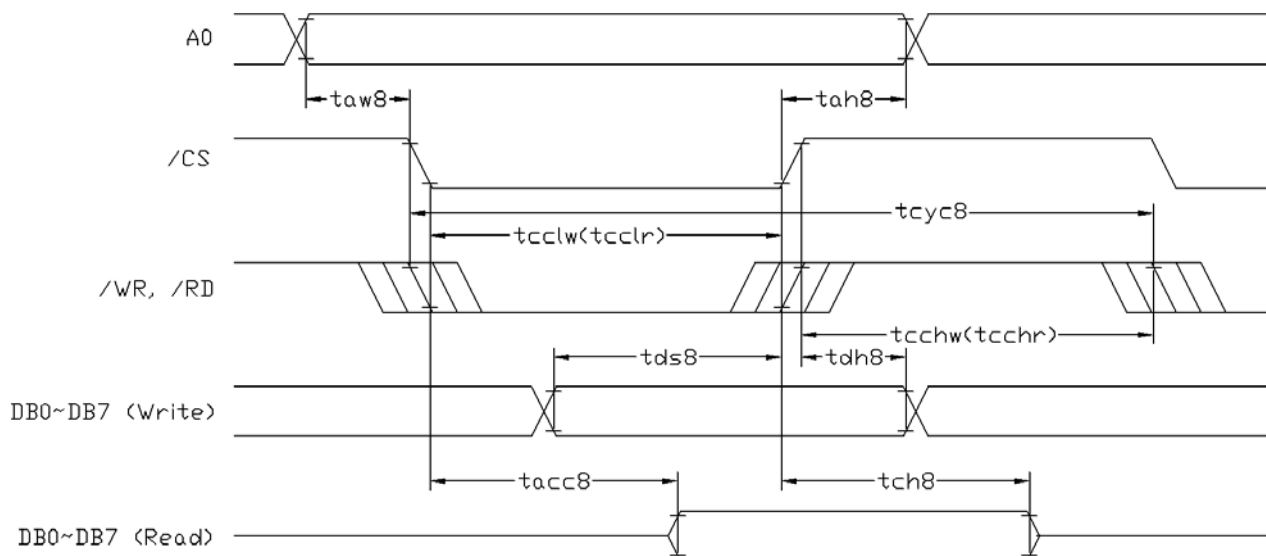 A0
taw8
tah8
/CS
tcyc8
tcclw(tcclr)
/WR, /RD
tcchw(tcchr)
tds8
tdh8
DB0~DB7 (Write)
tacc8
tch8
DB0~DB7 (Read)